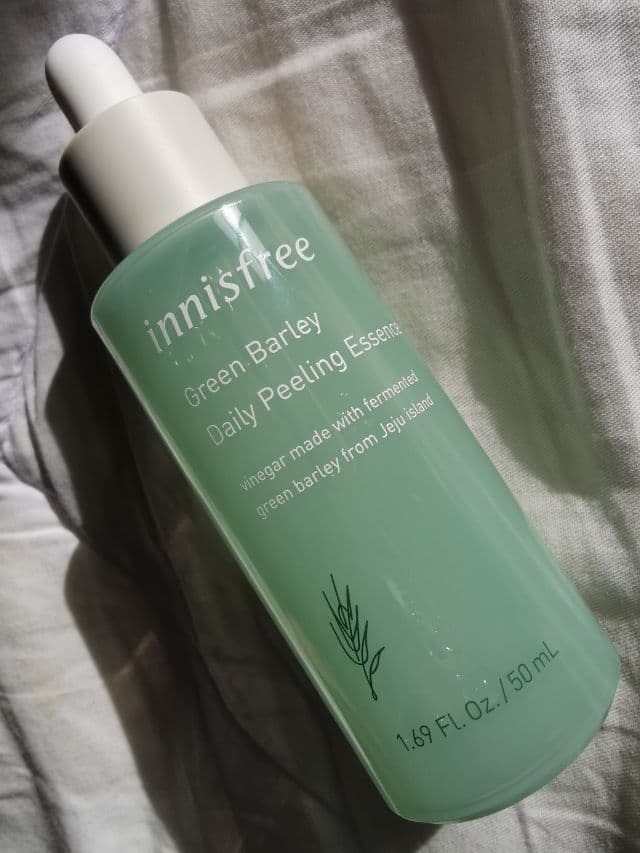 innisfree
Green Barley
Daily Peeling Essence
vinegar made with fermented
green barley from Jeju island
1.69 Fl. Oz. / 50 mL